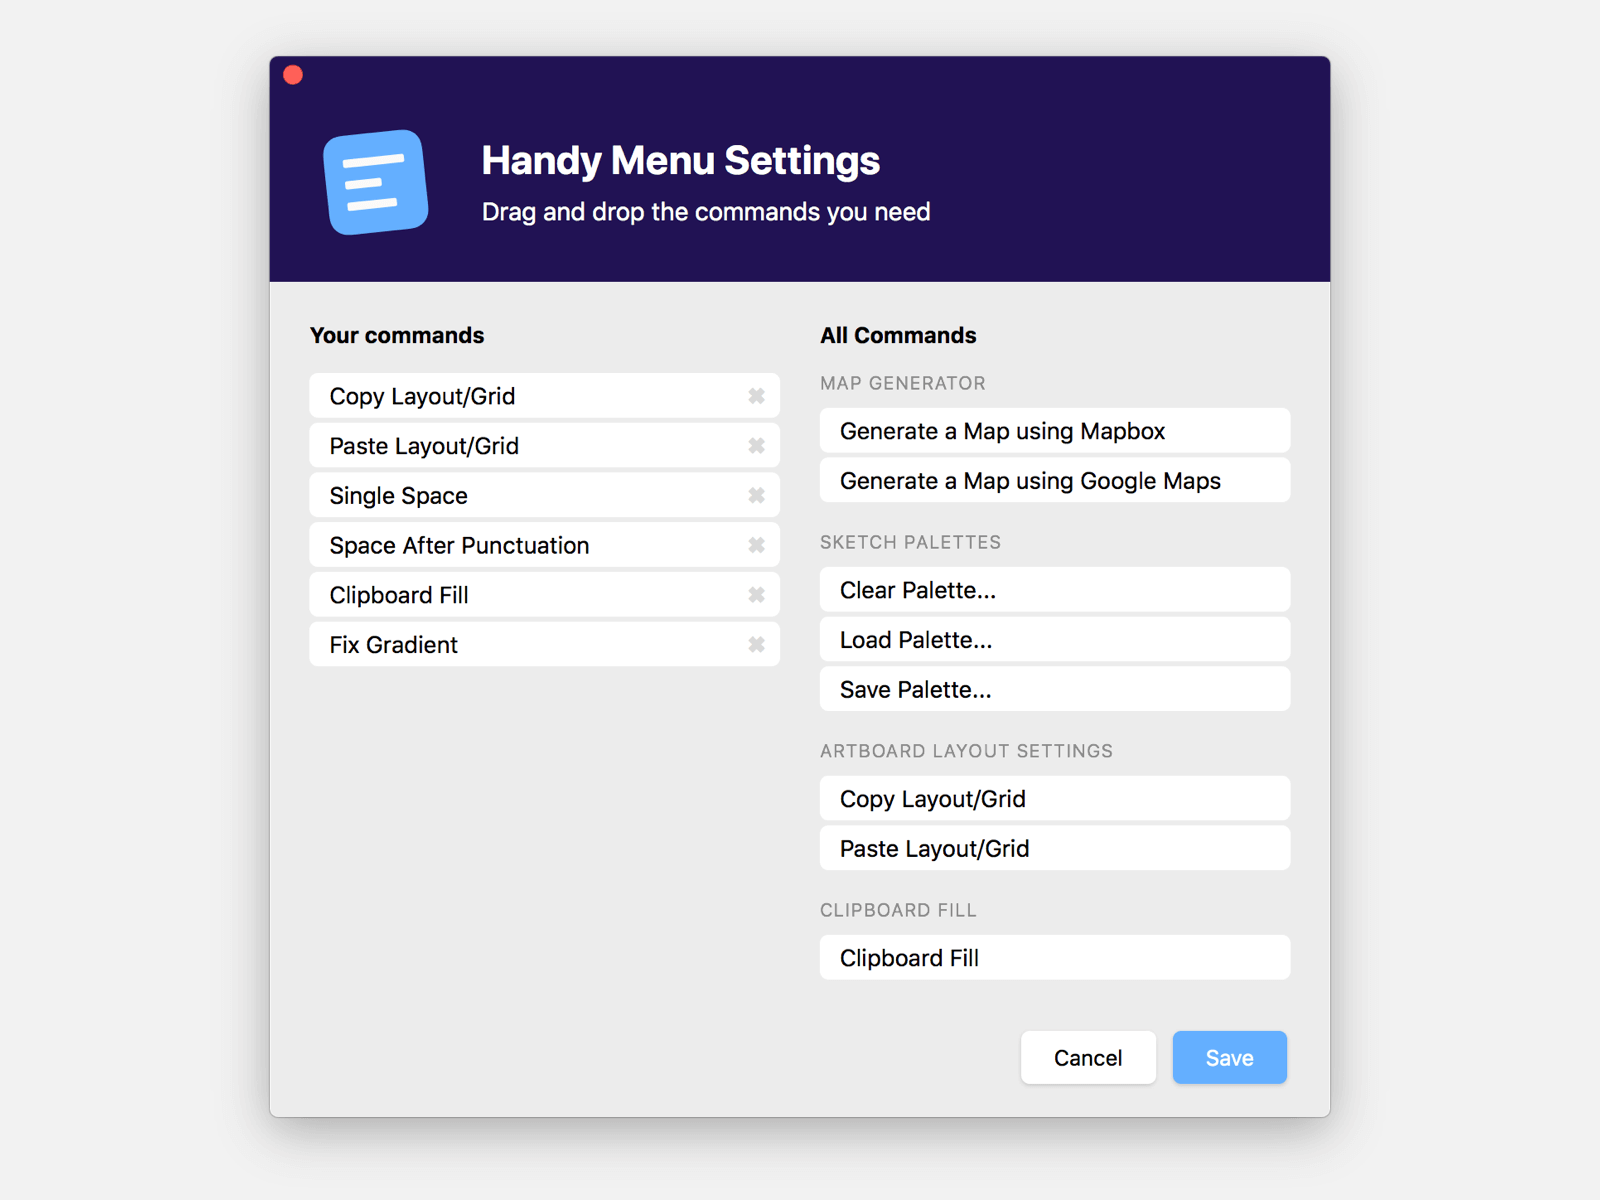 Handy Menu Settings
Drag and drop the commands you need
Your commands
Copy Layout/Grid
Paste Layout/Grid
Single Space
Space After Punctuation
Clipboard Fill
Fix Gradient
All Commands
MAP GENERATOR
Generate a Map using Mapbox
Generate a Map using Google Maps
SKETCH PALETTES
Clear Palette...
Load Palette...
Save Palette...
ARTBOARD LAYOUT SETTINGS
Copy Layout/Grid
Paste Layout/Grid
CLIPBOARD FILL
Clipboard Fill
Cancel
Save